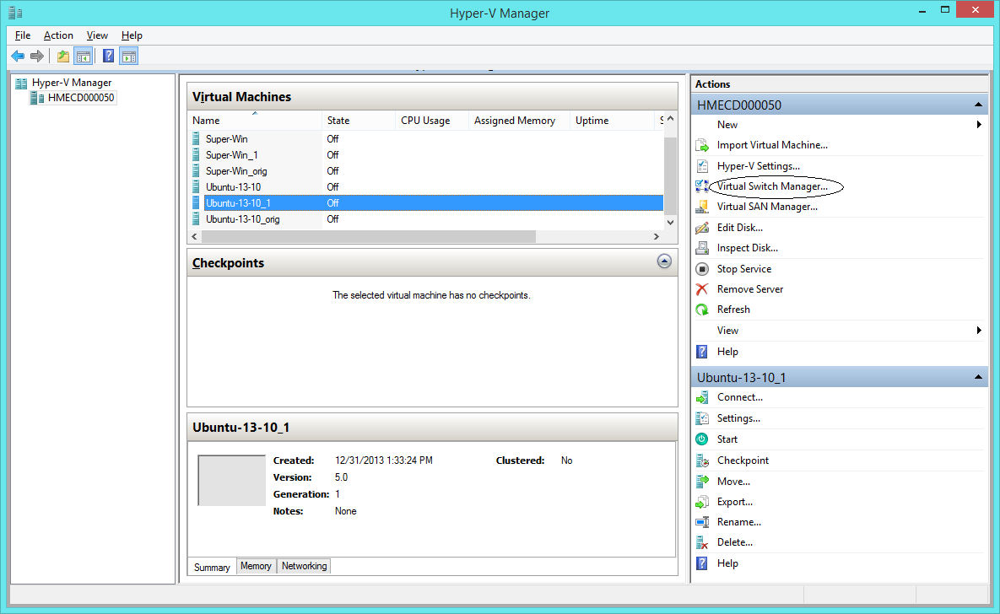 Hyper-V Manager
File Action View Help
Hyper-V Manager
HMECD000050
Virtual Machines
Name State CPU Usage Assigned Memory Uptime
Super-Win Off
Super-Win_1 Off
Super-Win_orig Off
Ubuntu-13-10 Off
Ubuntu-13-10_1 Off
Ubuntu-13-10_orig Off
Checkpoints
The selected virtual machine has no checkpoints.
Ubuntu-13-10_1
Created: 12/31/2013 1:33:24 PM Clustered: No
Version: 5.0
Generation: 1
Notes: None
Summary Memory Networking
Actions
HMECD000050
New
Import Virtual Machine...
Hyper-V Settings...
Virtual Switch Manager...
Virtual SAN Manager...
Edit Disk...
Inspect Disk...
Stop Service
Remove Server
Refresh
View
Help
Ubuntu-13-10_1
Connect...
Settings...
Start
Checkpoint
Move...
Export...
Rename...
Delete...
Help